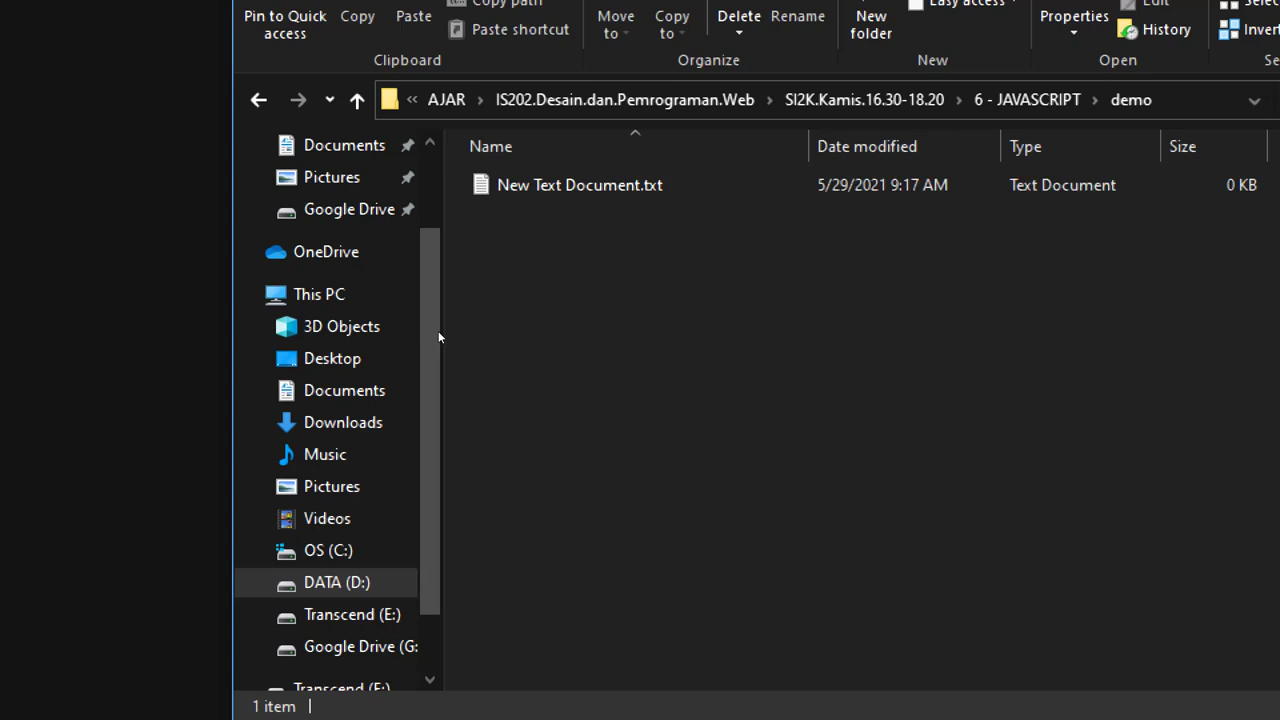 Pin to Quick access
Copy
Paste
Copy path
Paste shortcut
Move to
Copy to
Delete
Rename
New folder
Easy access
Properties
Edit
History
Clipboard
Organize
New
Open
« AJAR > IS202.Desain.dan.Pemrograman.Web > SI2K.Kamis.16.30-18.20 > 6 - JAVASCRIPT > demo
Name Date modified Type Size
New Text Document.txt 5/29/2021 9:17 AM Text Document 0 KB
Documents
Pictures
Google Drive
OneDrive
This PC
3D Objects
Desktop
Documents
Downloads
Music
Pictures
Videos
OS (C:)
DATA (D:)
Transcend (E:)
Google Drive (G:
Transcend (E:)
1 item